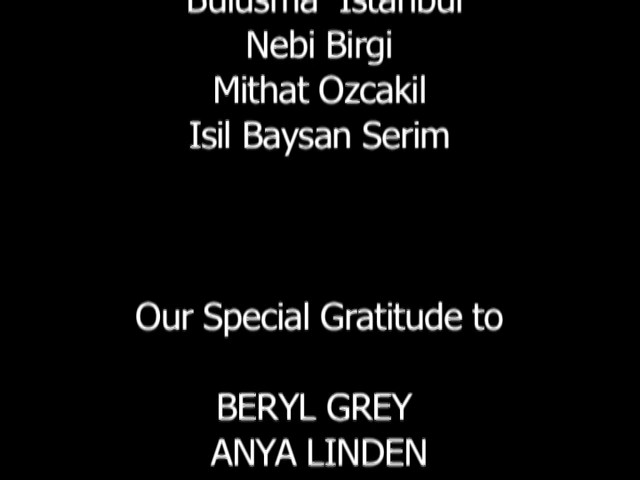 Bulusma Istanbul
Nebi Birgi
Mithat Ozcakil
Isil Baysan Serim
Our Special Gratitude to
BERYL GREY
ANYA LINDEN